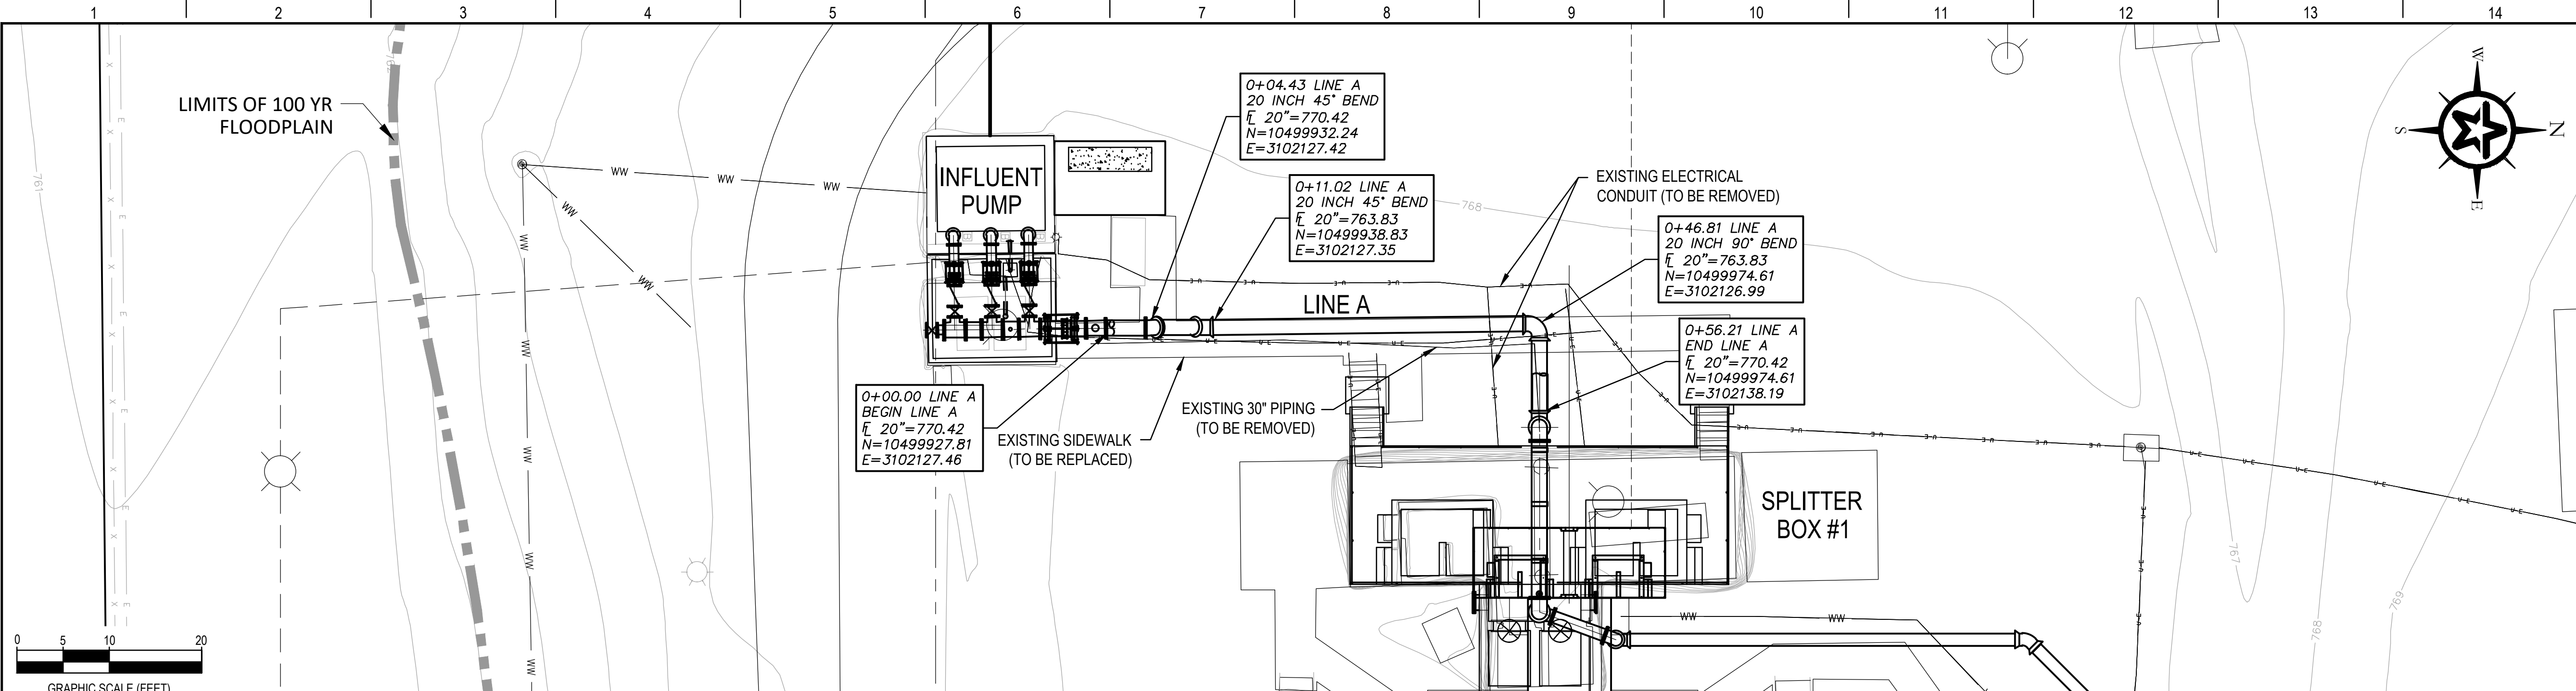 1 2 3 4 5 6 7 8 9 10 11 12 13 14
LIMITS OF 100 YR
FLOODPLAIN
762
761
X
E
WW WW WW
WW
WW
WW
WW
WW
WW
INFLUENT
PUMP
0+04.43 LINE A
20 INCH 45° BEND
FL 20"=770.42
N=10499932.24
E=3102127.42
0+11.02 LINE A
20 INCH 45° BEND
FL 20"=763.83
N=10499938.83
E=3102127.35
768
EXISTING ELECTRICAL
CONDUIT (TO BE REMOVED)
0+46.81 LINE A
20 INCH 90° BEND
FL 20"=763.83
N=10499974.61
E=3102126.99
LINE A
0+56.21 LINE A
END LINE A
FL 20"=770.42
N=10499974.61
E=3102138.19
0+00.00 LINE A
BEGIN LINE A
FL 20"=770.42
N=10499927.81
E=3102127.46
EXISTING SIDEWALK
(TO BE REPLACED)
EXISTING 30" PIPING
(TO BE REMOVED)
SPLITTER
BOX #1
W
S
N
E
767
768
769
WW
WW
0 5 10 20
GRAPHIC SCALE (FEET)